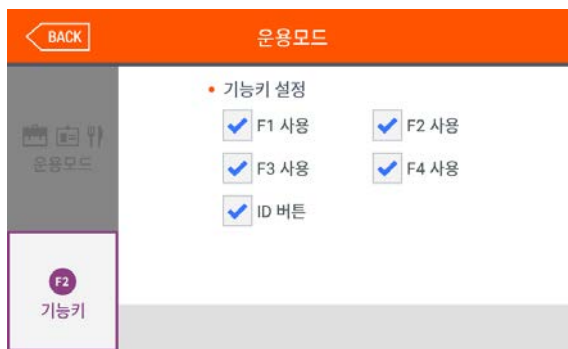 BACK
운용모드
• 기능키 설정
F1 사용
F2 사용
F3 사용
F4 사용
ID 버튼
운용모드
F2
기능키